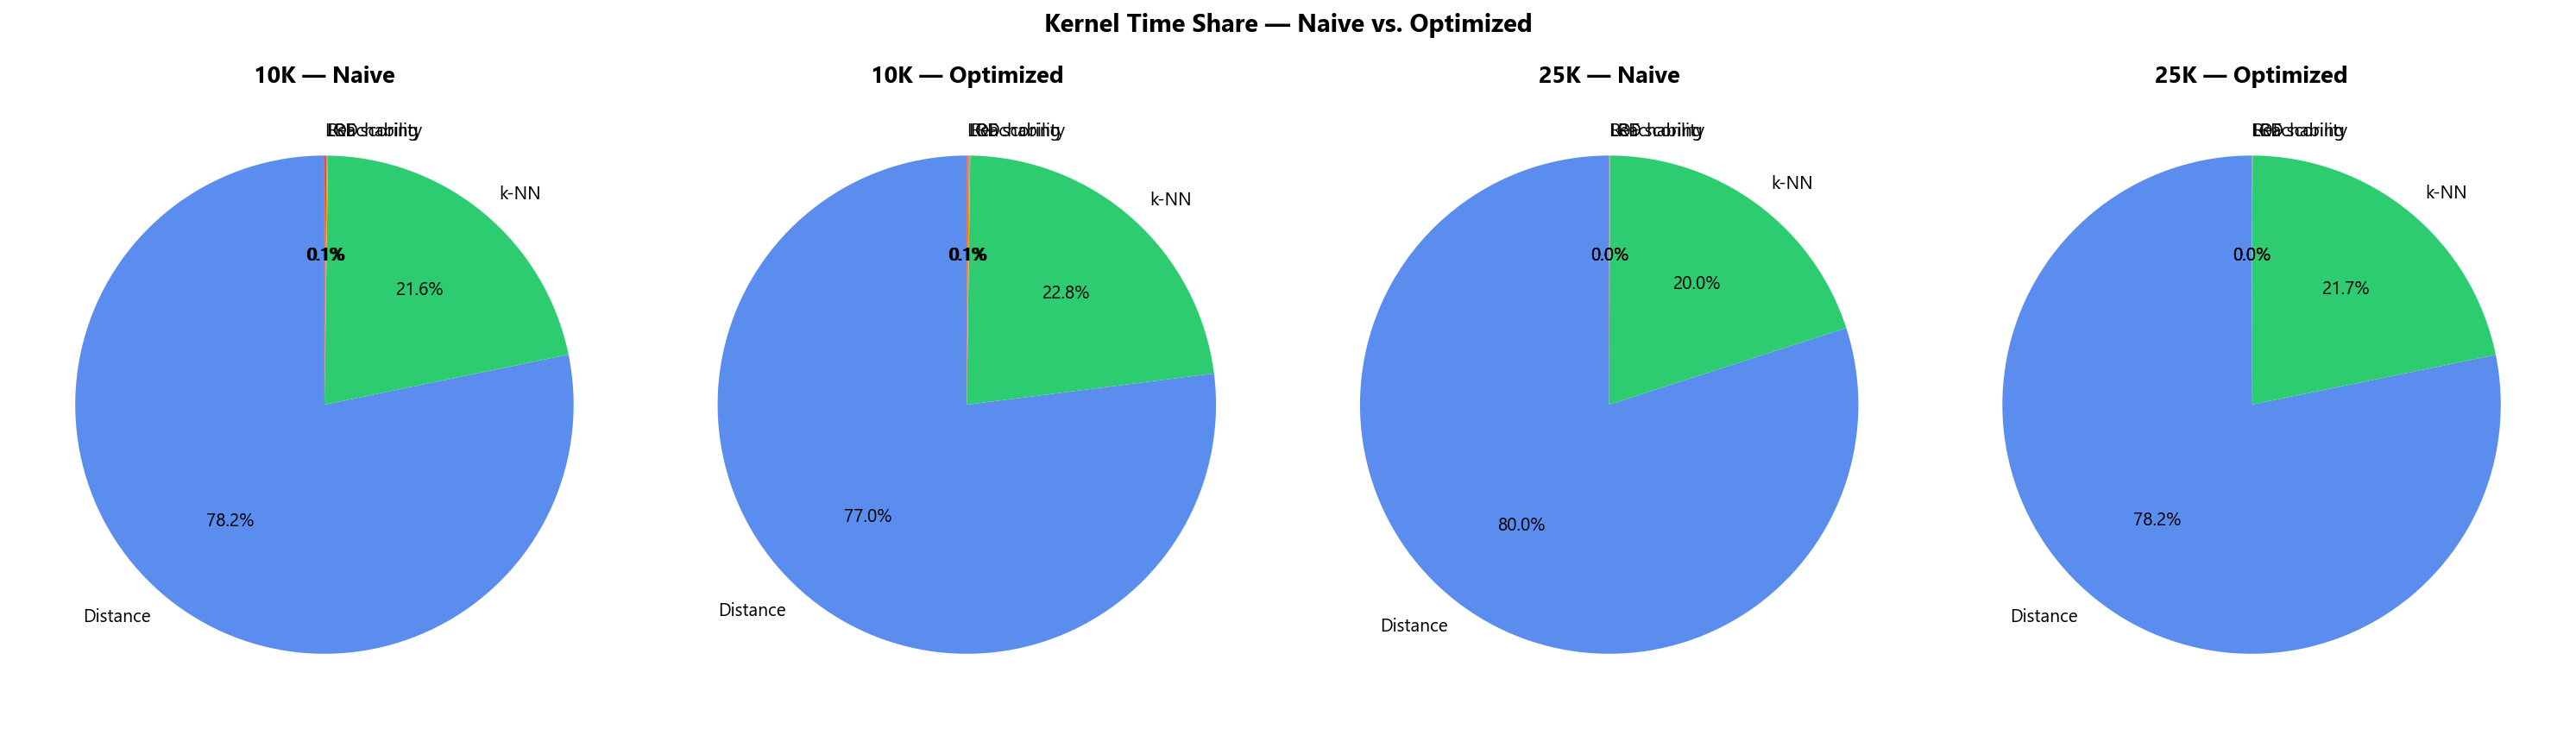 Kernel Time Share — Naive vs. Optimized
10K — Naive
k-NN
21.6%
78.2%
Distance
10K — Optimized
k-NN
22.8%
77.0%
Distance
25K — Naive
k-NN
0.0%
20.0%
80.0%
Distance
25K — Optimized
k-NN
0.0%
21.7%
78.2%
Distance